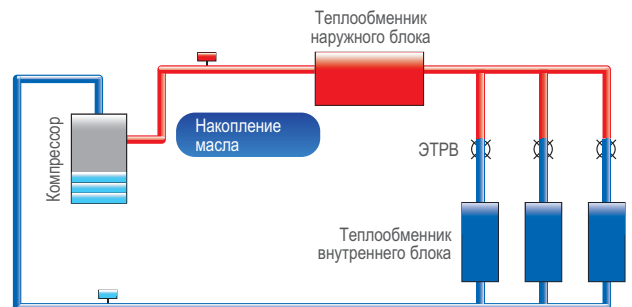 Теплообменник
наружного блока
Компрессор
Накопление
масла
ЭТРВ
Теплообменник
внутреннего блока